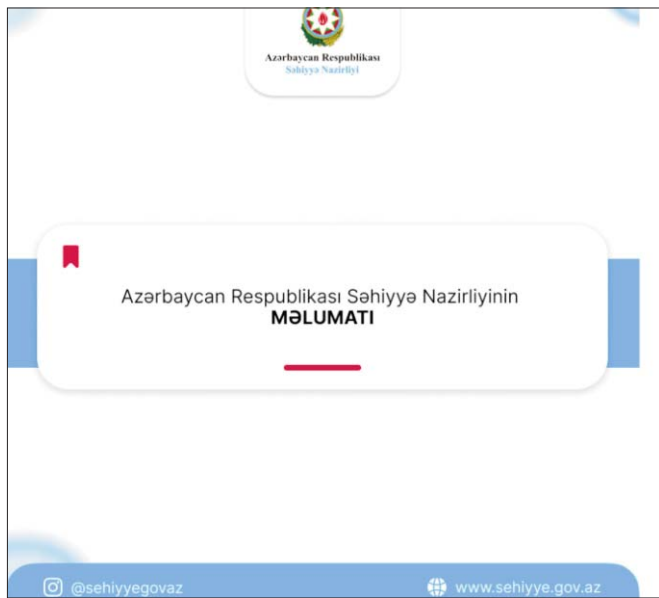 Azərbaycan Respublikası
Səhiyyə Nazirliyi
Azərbaycan Respublikası Səhiyyə Nazirliyinin
MƏLUMATI
@sehiyyegovaz
www.sehiyye.gov.az